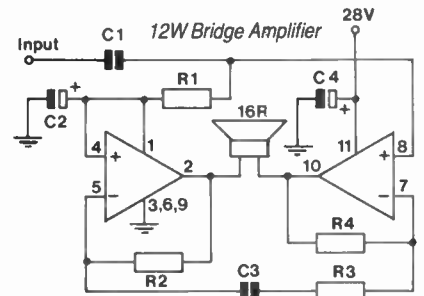 12W Bridge Amplifier
Input
C1
28V
R1
C4
+
C2
+
16R
4
+
1
11
8
+
5
−
2
10
7
−
3,6,9
R4
R2
C3
R3